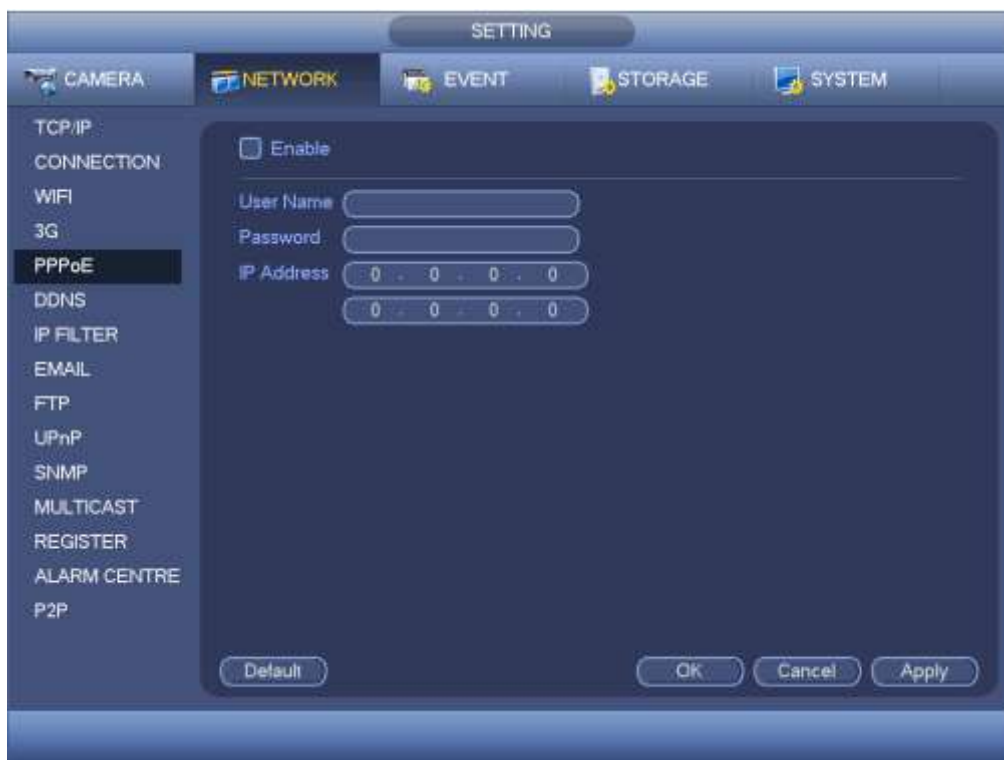 SETTING
CAMERA NETWORK EVENT STORAGE SYSTEM
TCP/IP
CONNECTION
WIFI
3G
PPPoE
DDNS
IP FILTER
EMAIL
FTP
UPnP
SNMP
MULTICAST
REGISTER
ALARM CENTRE
P2P
Enable
User Name
Password
IP Address 0 . 0 . 0 . 0
0 . 0 . 0 . 0
Default OK Cancel Apply